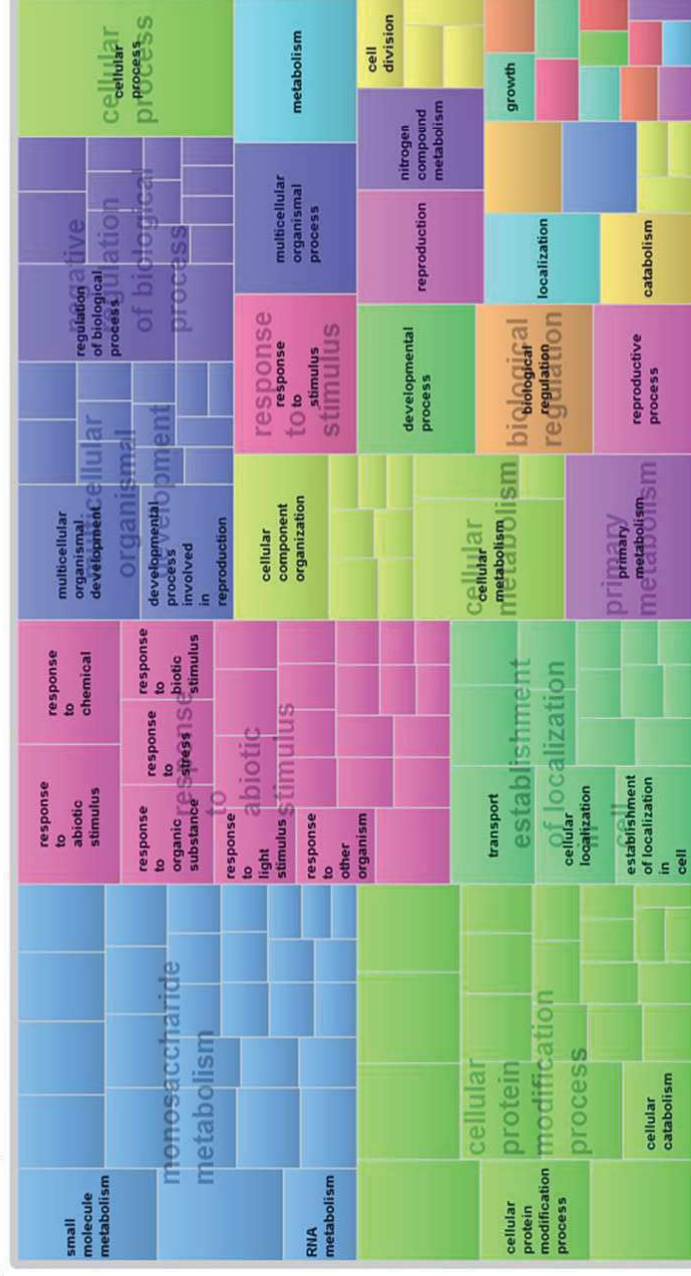 small
molecule
metabolism
RNA
metabolism
monosaccharide
metabolism
cellular
protein
modification
process
cellular
protein
modification
process
cellular
catabolism
response
to
abiotic
stimulus
response
to
chemical
response
to
organic
substance
response
to
stress
response
to
biotic
stimulus
response
to
light
stimulus
response
to
other
organism
response
to
abiotic
stimulus
transport
cellular
localization
establishment
of localization
in
cell
establishment
of localization
in
cell
multicellular
organismal
development
developmental
process
involved
in
reproduction
multicellular
organismal
development
regulation
of biological
process
negative
regulation
of biological
process
cellular
process
cellular
process
cellular
component
organization
cellular
metabolism
cellular
metabolism
primary
metabolism
primary
metabolism
response
to
stimulus
response
to
stimulus
multicellular
organismal
process
metabolism
developmental
process
biological
regulation
biological
regulation
reproductive
process
reproduction
nitrogen
compound
metabolism
cell
division
localization
catabolism
growth